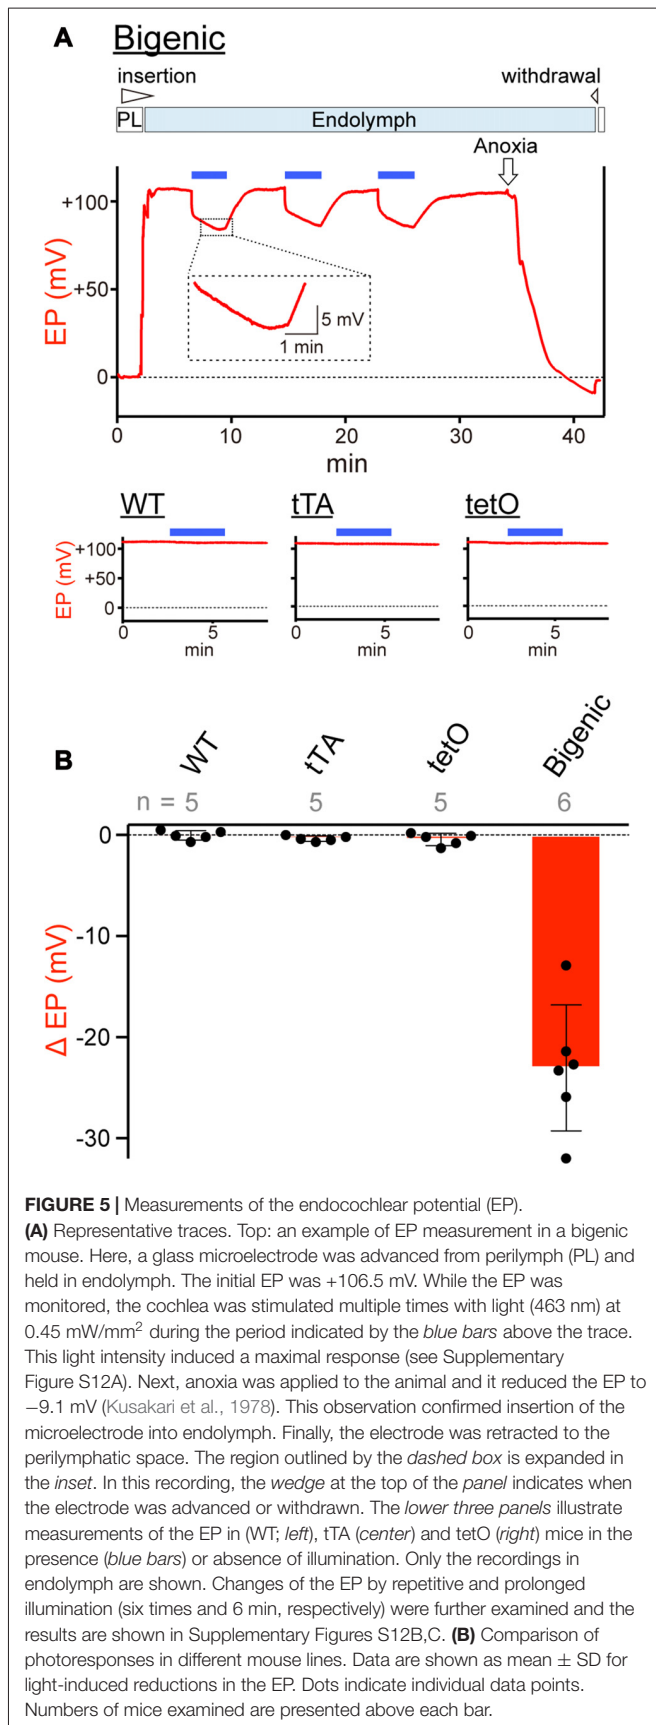 A Bigenic
insertion withdrawal
PL Endolymph
Anoxia
+100
+50
0
EP (mV)
5 mV
1 min
0 10 20 30 40
min
WT tTA tetO
+100
+50
0
EP (mV)
0 5 0 5 0 5
min min min
B WT tTA tetO Bigenic
n = 5 5 5 6
0
-10
-20
-30
Δ EP (mV)
FIGURE 5 | Measurements of the endocochlear potential (EP).
(A) Representative traces. Top: an example of EP measurement in a bigenic
mouse. Here, a glass microelectrode was advanced from perilymph (PL) and
held in endolymph. The initial EP was +106.5 mV. While the EP was
monitored, the cochlea was stimulated multiple times with light (463 nm) at
0.45 mW/mm² during the period indicated by the blue bars above the trace.
This light intensity induced a maximal response (see Supplementary
Figure S12A). Next, anoxia was applied to the animal and it reduced the EP to
−9.1 mV (Kusakari et al., 1978). This observation confirmed insertion of the
microelectrode into endolymph. Finally, the electrode was retracted to the
perilymphatic space. The region outlined by the dashed box is expanded in
the inset. In this recording, the wedge at the top of the panel indicates when
the electrode was advanced or withdrawn. The lower three panels illustrate
measurements of the EP in (WT; left), tTA (center) and tetO (right) mice in the
presence (blue bars) or absence of illumination. Only the recordings in
endolymph are shown. Changes of the EP by repetitive and prolonged
illumination (six times and 6 min, respectively) were further examined and the
results are shown in Supplementary Figures S12B,C. (B) Comparison of
photoresponses in different mouse lines. Data are shown as mean ± SD for
light-induced reductions in the EP. Dots indicate individual data points.
Numbers of mice examined are presented above each bar.